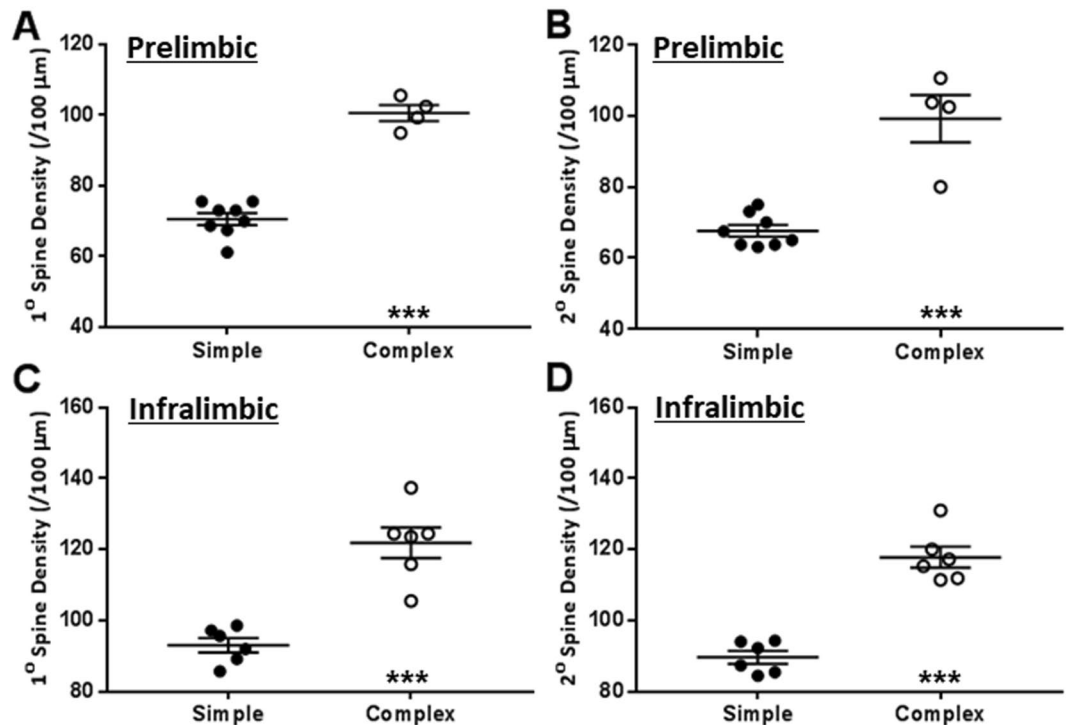 A
Prelimbic
1° Spine Density (/100 µm)
120
100
80
60
40
***
Simple
Complex
B
Prelimbic
2° Spine Density (/100 µm)
120
100
80
60
40
***
Simple
Complex
C
Infralimbic
1° Spine Density (/100 µm)
160
140
120
100
80
***
Simple
Complex
D
Infralimbic
2° Spine Density (/100 µm)
160
140
120
100
80
***
Simple
Complex